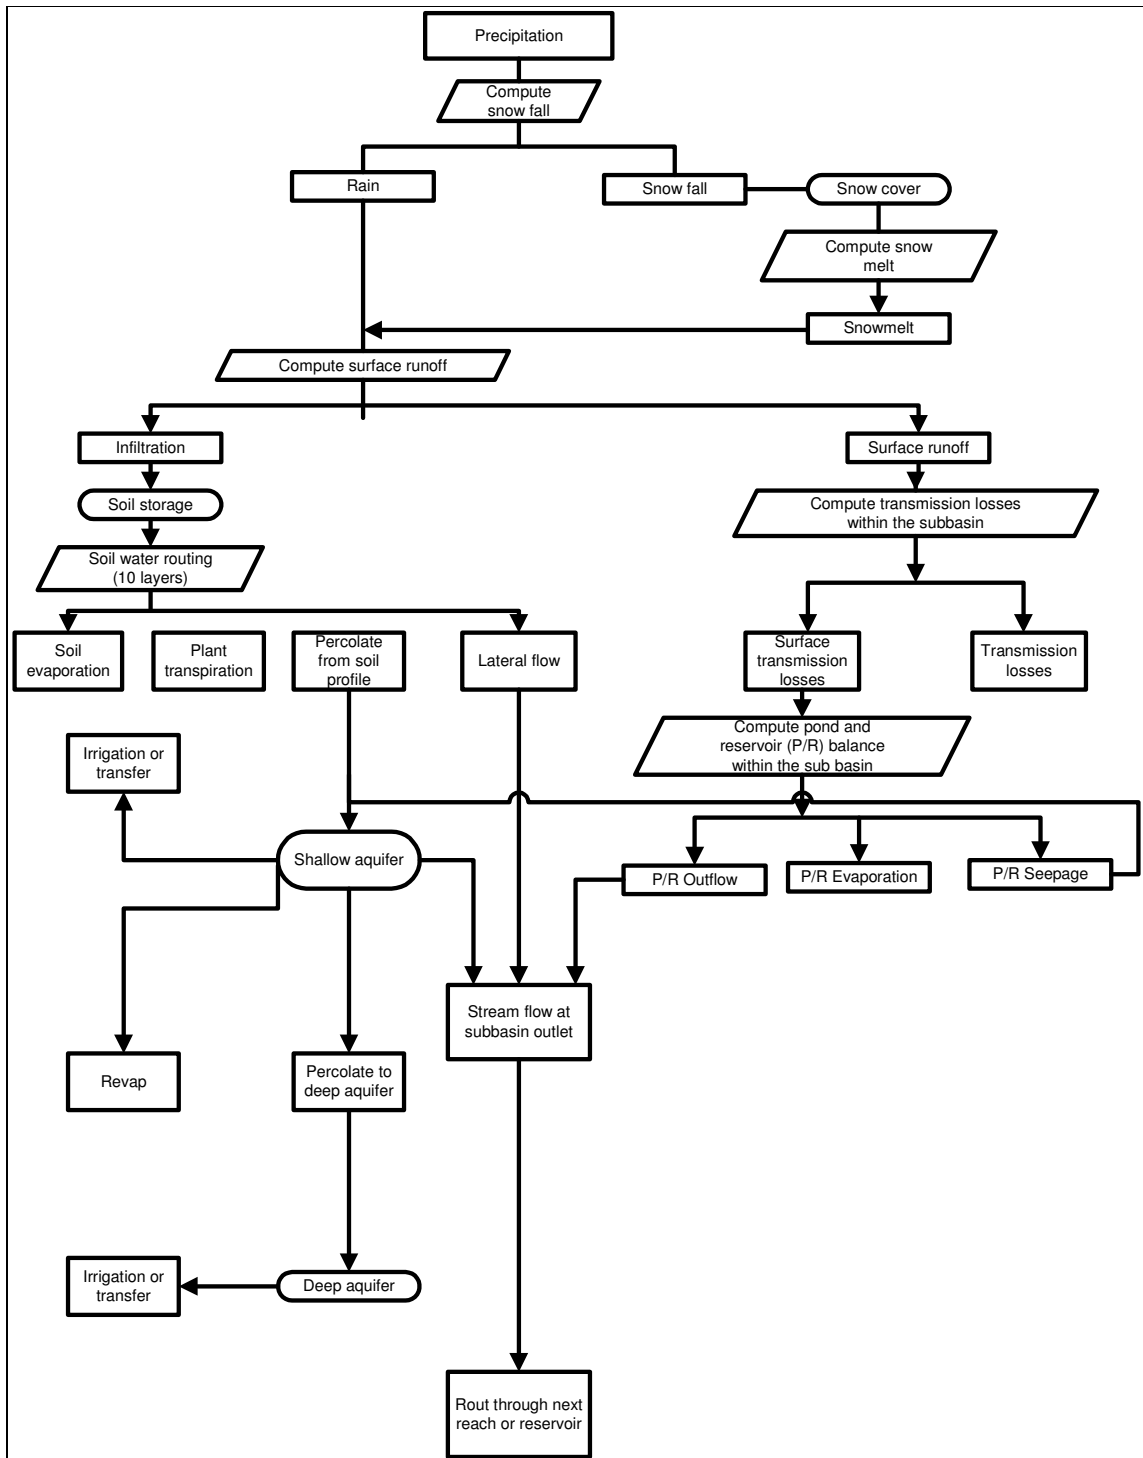 Precipitation
Compute
snow fall
Rain
Snow fall
Snow cover
Compute snow
melt
Snowmelt
Compute surface runoff
Infiltration
Surface runoff
Soil storage
Compute transmission losses
within the subbasin
Soil water routing
(10 layers)
Soil
evaporation
Plant
transpiration
Percolate
from soil
profile
Lateral flow
Surface
transmission
losses
Transmission
losses
Compute pond and
reservoir (P/R) balance
within the sub basin
Irrigation or
transfer
Shallow aquifer
P/R Outflow
P/R Evaporation
P/R Seepage
Stream flow at
subbasin outlet
Revap
Percolate to
deep aquifer
Irrigation or
transfer
Deep aquifer
Rout through next
reach or reservoir